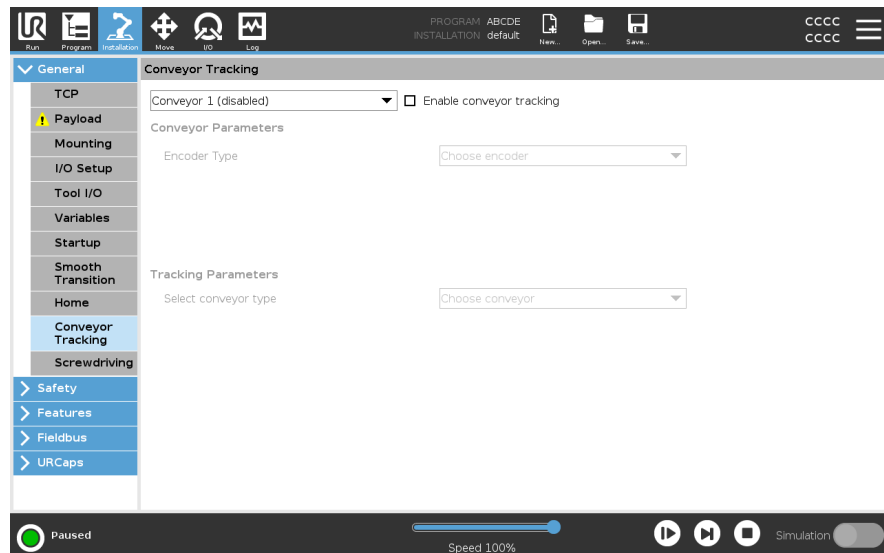 UR
Run
Program
Installation
Move
I/O
Log
PROGRAM ABCDE
INSTALLATION default
New...
Open...
Save...
CCCC
CCCC
General
TCP
Payload
Mounting
I/O Setup
Tool I/O
Variables
Startup
Smooth
Transition
Home
Conveyor
Tracking
Screwdriving
Safety
Features
Fieldbus
URCaps
Conveyor Tracking
Conveyor 1 (disabled)
Enable conveyor tracking
Conveyor Parameters
Encoder Type
Choose encoder
Tracking Parameters
Select conveyor type
Choose conveyor
Paused
Speed 100%
Simulation